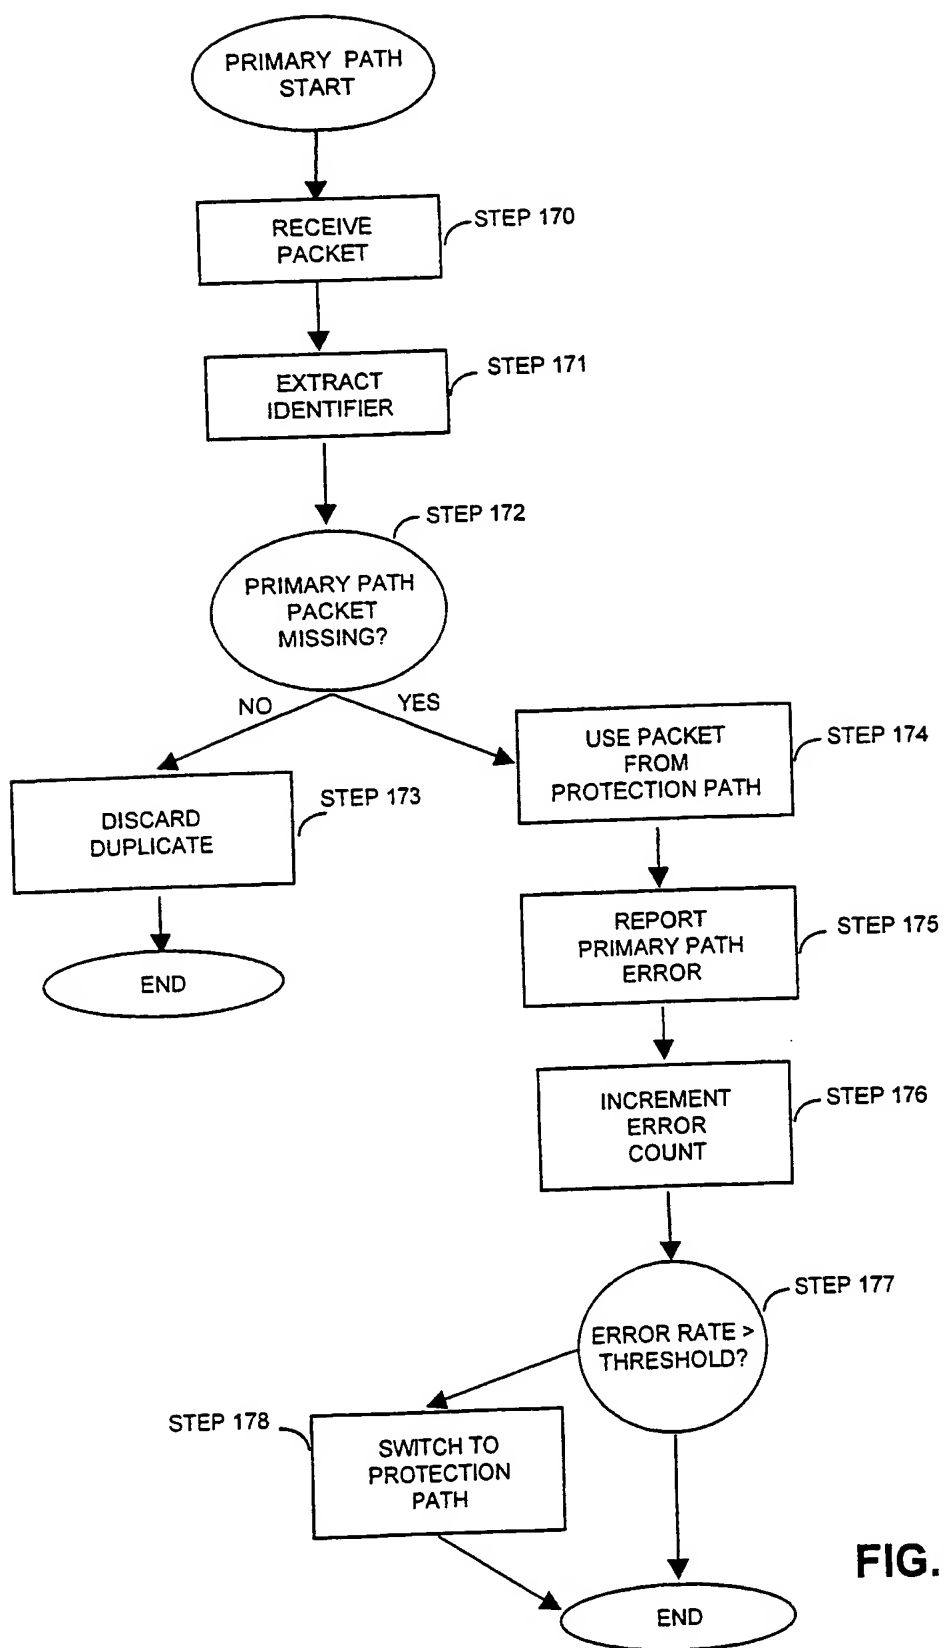 PRIMARY PATH
START
RECEIVE
PACKET
STEP 170
EXTRACT
IDENTIFIER
STEP 171
STEP 172
PRIMARY PATH
PACKET
MISSING?
NO
YES
DISCARD
DUPLICATE
STEP 173
END
USE PACKET
FROM
PROTECTION PATH
STEP 174
REPORT
PRIMARY PATH
ERROR
STEP 175
INCREMENT
ERROR
COUNT
STEP 176
STEP 177
ERROR RATE >
THRESHOLD?
STEP 178
SWITCH TO
PROTECTION
PATH
END
FIG.